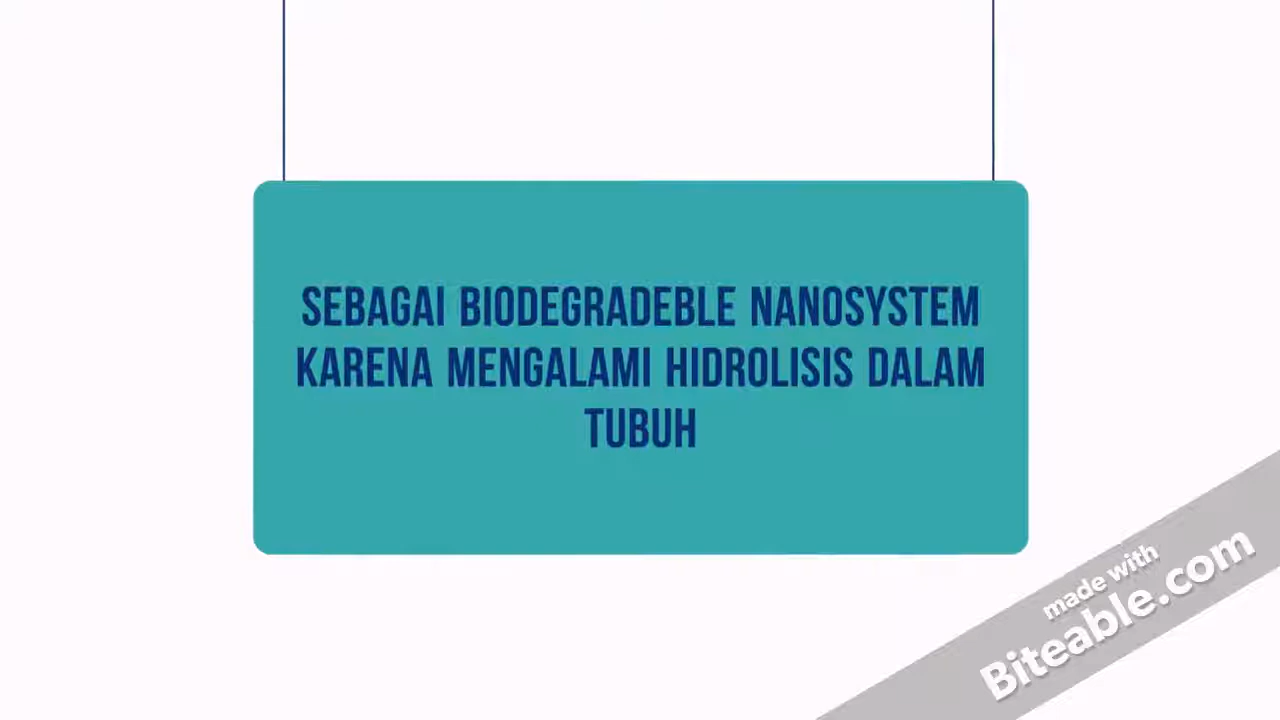 SEBAGAI BIODEGRADEBLE NANOSYSTEM
KARENA MENGALAMI HIDROLISIS DALAM
TUBUH
made with
Biteable.com